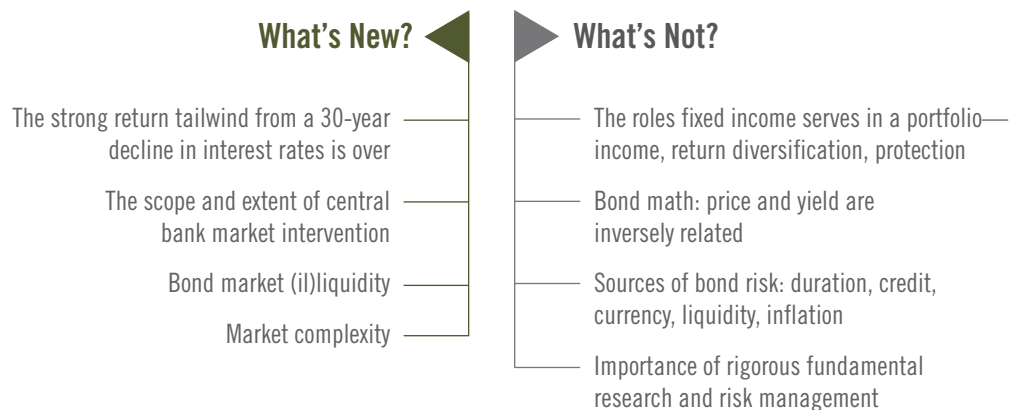 What's New?
The strong return tailwind from a 30-year
decline in interest rates is over
The scope and extent of central
bank market intervention
Bond market (il)liquidity
Market complexity
What's Not?
The roles fixed income serves in a portfolio—
income, return diversification, protection
Bond math: price and yield are
inversely related
Sources of bond risk: duration, credit,
currency, liquidity, inflation
Importance of rigorous fundamental
research and risk management